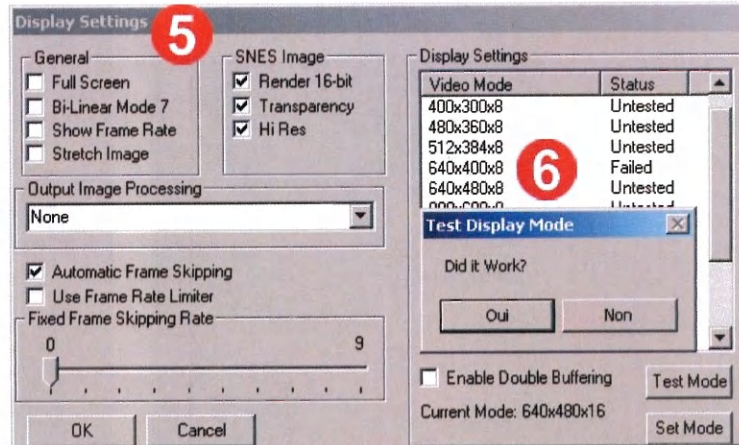 Display Settings
5
General
Full Screen
Bi-Linear Mode 7
Show Frame Rate
Stretch Image
SNES Image
Render 16-bit
Transparency
Hi Res
Output Image Processing
None
Automatic Frame Skipping
Use Frame Rate Limiter
Fixed Frame Skipping Rate
0 9
OK Cancel
Display Settings
Video Mode Status
400x300x8 Untested
480x360x8 Untested
512x384x8 Untested
640x400x8 Failed
640x480x8 Untested
6
Test Display Mode
Did it Work?
Oui Non
Enable Double Buffering
Test Mode
Current Mode: 640x480x16
Set Mode